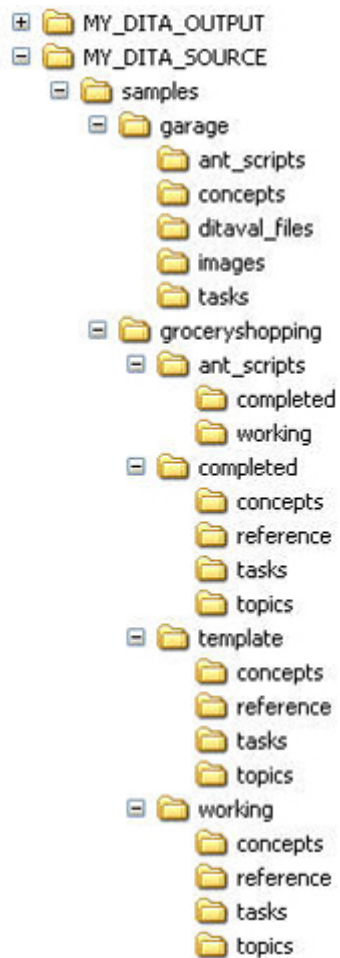 MY_DITA_OUTPUT
MY_DITA_SOURCE
samples
garage
ant_scripts
concepts
ditaval_files
images
tasks
groceryshopping
ant_scripts
completed
working
completed
concepts
reference
tasks
topics
template
concepts
reference
tasks
topics
working
concepts
reference
tasks
topics